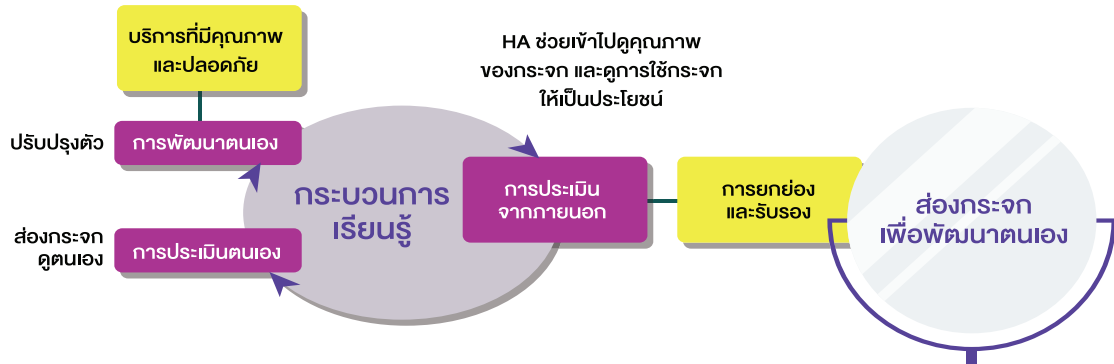 บริการที่มีคุณภาพ
และปลอดภัย
HA ช่วยเข้าไปดูคุณภาพ
ของกระจก และดูการใช้กระจก
ให้เป็นประโยชน์
ปรับปรุงตัว
การพัฒนาตนเอง
กระบวนการ
เรียนรู้
การประเมิน
จากภายนอก
การยกย่อง
และรับรอง
ส่องกระจก
เพื่อพัฒนาตนเอง
ส่องกระจก
ดูตนเอง
การประเมินตนเอง